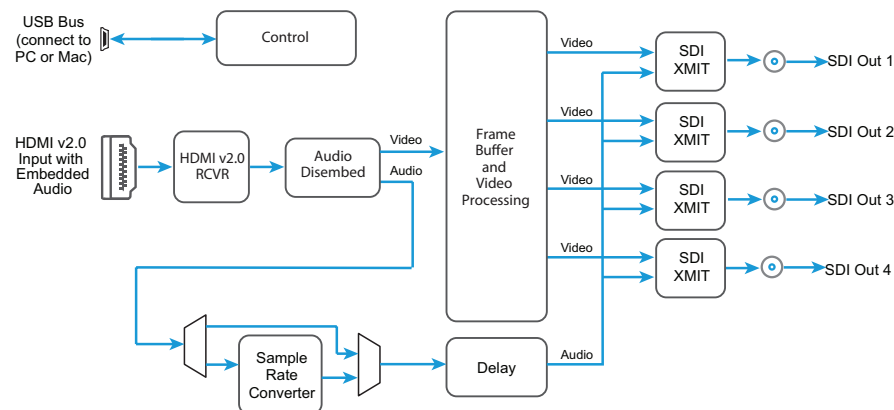 USB Bus
(connect to
PC or Mac)
Control
HDMI v2.0
Input with
Embedded
Audio
HDMI v2.0
RCVR
Audio
Disembed
Video
Audio
Frame
Buffer
and
Video
Processing
Video
SDI
XMIT
SDI Out 1
Video
SDI
XMIT
SDI Out 2
Video
SDI
XMIT
SDI Out 3
Video
SDI
XMIT
SDI Out 4
Sample
Rate
Converter
Delay
Audio